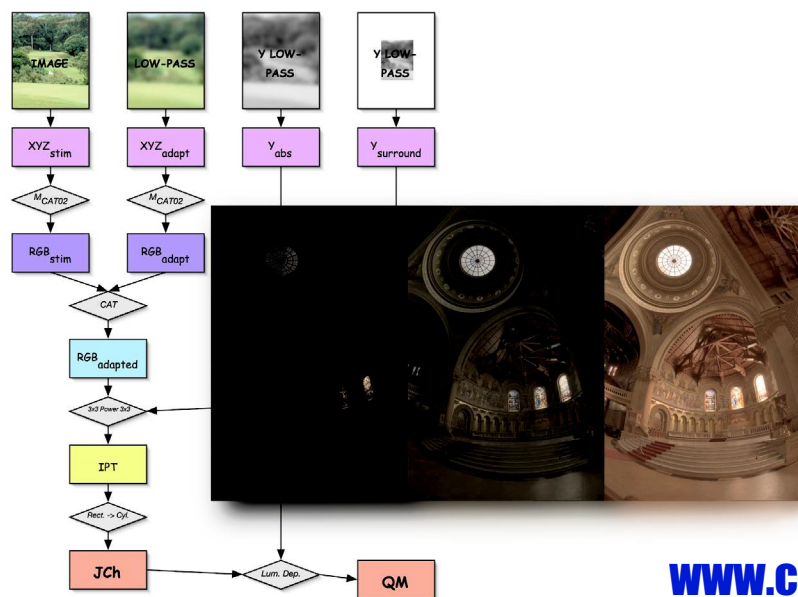 IMAGE
LOW-PASS
Y LOW-
PASS
Y LOW-
PASS
XYZstim
XYZadapt
Yabs
Ysurround
MCAT02
MCAT02
RGBstim
RGBadapt
CAT
RGBadapted
3x3 Power 3x3
IPT
Rect. -> Cyl.
JCh
Lum. Dep.
QM
WWW.C